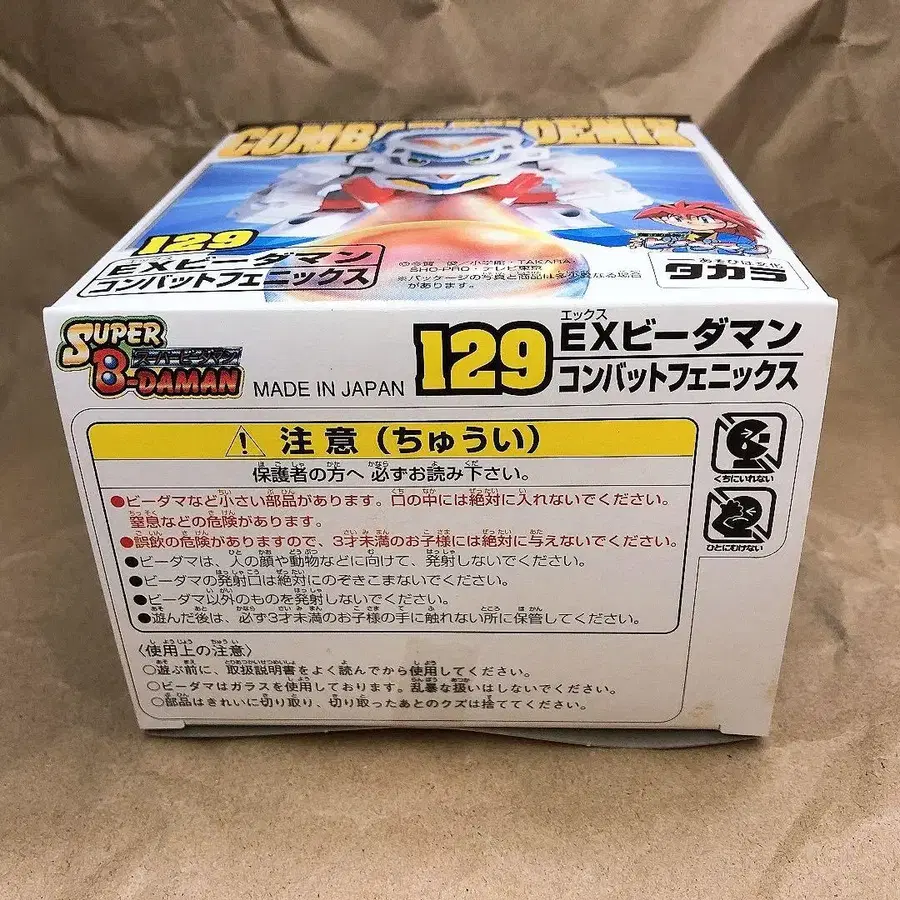 COMBAT PHOENIX
129
EXビーダマン
コンバットフェニックス
©今賀 俊／小学館・TAKARA
SHO-PRO・テレビ東京
※パッケージの写真と商品は多少異なる場合
があります。
あそびは文化
タカラ
SUPER
スーパービーダマン
B-DAMAN
MADE IN JAPAN
129
エックス
EXビーダマン
コンバットフェニックス
注意（ちゅうい）
保護者の方へ 必ずお読み下さい。
●ビーダマなど小さい部品があります。口の中には絶対に入れないでください。
窒息などの危険があります。
●誤飲の危険がありますので、3才未満のお子様には絶対に与えないでください。
●ビーダマは、人の顔や動物などに向けて、発射しないでください。
●ビーダマの発射口は絶対にのぞきこまないでください。
●ビーダマ以外のものを発射しないでください。
●遊んだ後は、必ず3才未満のお子様の手に触れない所に保管してください。
〈使用上の注意〉
○遊ぶ前に、取扱説明書をよく読んでから使用してください。
○ビーダマはガラスを使用しております。乱暴な扱いはしないでください。
○部品はきれいに切り取り、切り取ったあとのクズは捨ててください。
くちにいれない
ひとにむけない